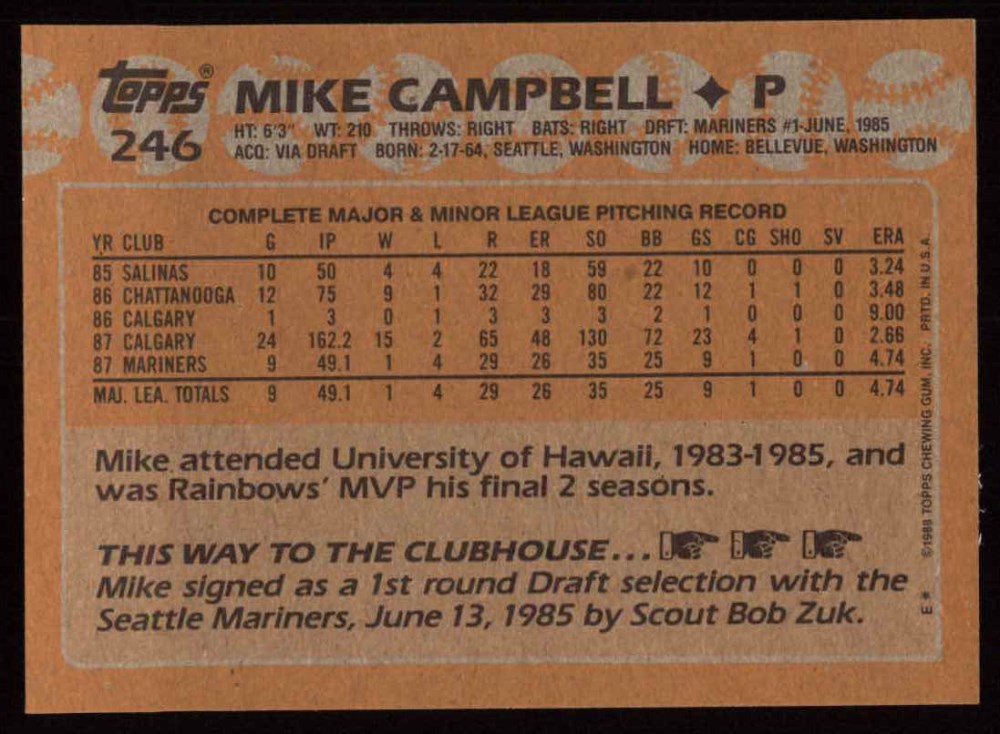 Topps® MIKE CAMPBELL ✦ P
246
HT: 6'3" WT: 210 THROWS: RIGHT BATS: RIGHT DRFT: MARINERS #1-JUNE, 1985
ACQ: VIA DRAFT BORN: 2-17-64, SEATTLE, WASHINGTON HOME: BELLEVUE, WASHINGTON
COMPLETE MAJOR & MINOR LEAGUE PITCHING RECORD
YR CLUB G IP W L R ER SO BB GS CG SHO SV ERA
85 SALINAS 10 50 4 4 22 18 59 22 10 0 0 0 3.24
86 CHATTANOOGA 12 75 9 1 32 29 80 22 12 1 1 0 3.48
86 CALGARY 1 3 0 1 3 3 3 2 1 0 0 0 9.00
87 CALGARY 24 162.2 15 2 65 48 130 72 23 4 1 0 2.66
87 MARINERS 9 49.1 1 4 29 26 35 25 9 1 0 0 4.74
MAJ. LEA. TOTALS 9 49.1 1 4 29 26 35 25 9 1 0 0 4.74
Mike attended University of Hawaii, 1983-1985, and
was Rainbows' MVP his final 2 seasons.
THIS WAY TO THE CLUBHOUSE...
Mike signed as a 1st round Draft selection with the
Seattle Mariners, June 13, 1985 by Scout Bob Zuk.
E* ©1988 TOPPS CHEWING GUM, INC. PRTD. IN U.S.A.